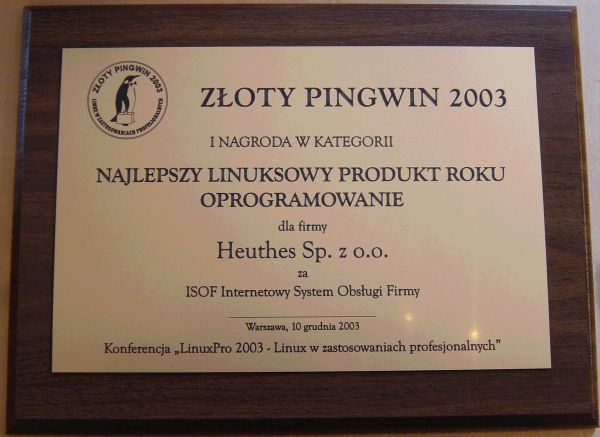 ZŁOTY PINGWIN 2003
LINUX W ZASTOSOWANIACH PROFESJONALNYCH
ZŁOTY PINGWIN 2003
I NAGRODA W KATEGORII
NAJLEPSZY LINUKSOWY PRODUKT ROKU
OPROGRAMOWANIE
dla firmy
Heuthes Sp. z o.o.
za
ISOF Internetowy System Obsługi Firmy
Warszawa, 10 grudnia 2003
Konferencja „LinuxPro 2003 - Linux w zastosowaniach profesjonalnych”